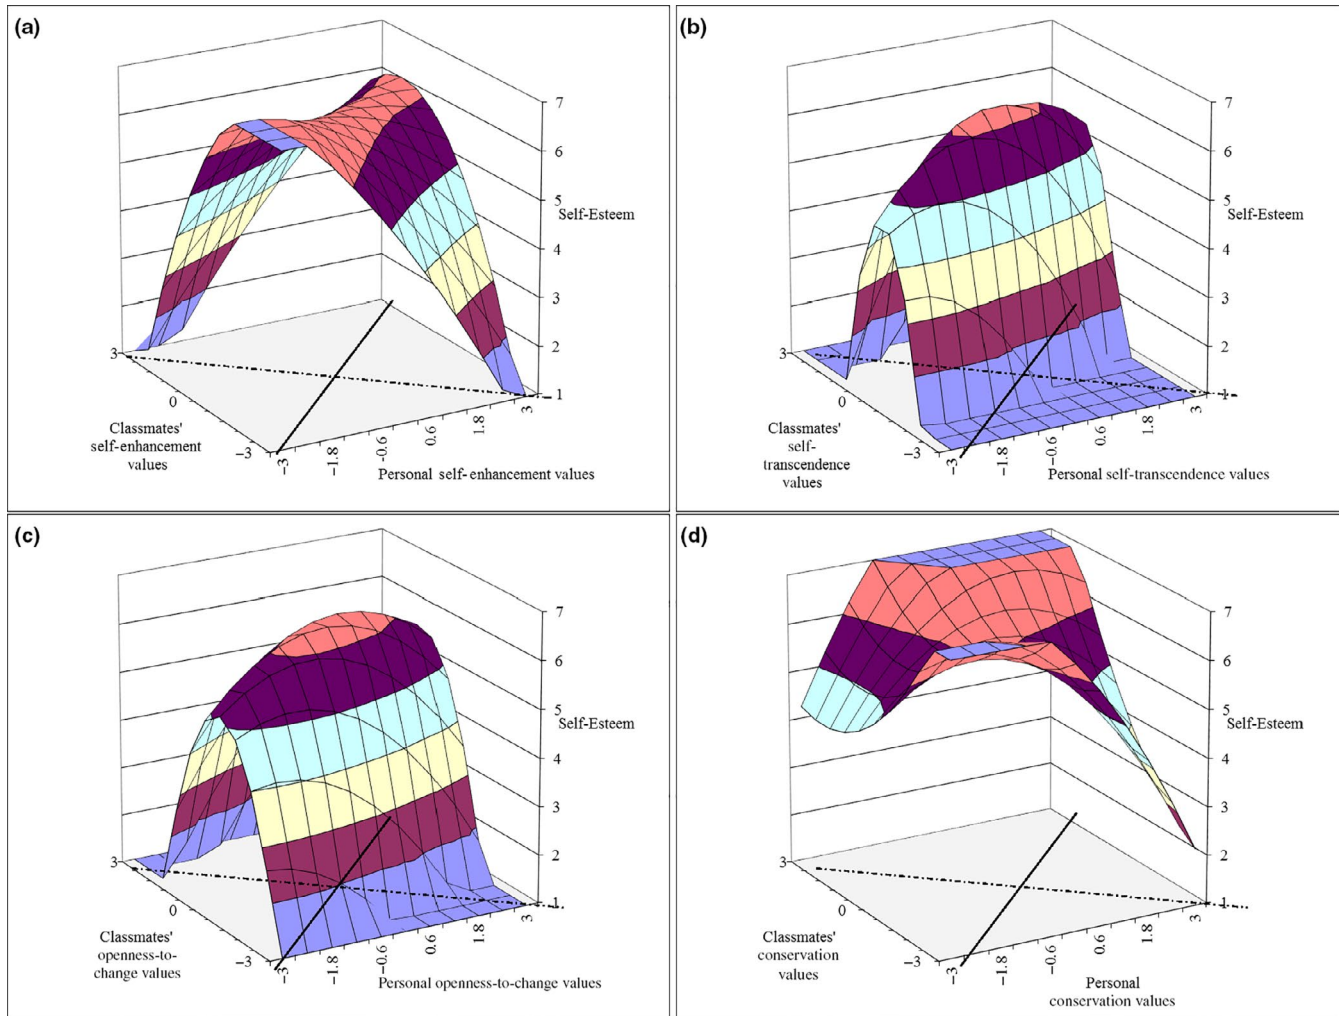 (a)
7
6
5
Self-Esteem
4
3
2
1
3
0
−3
Classmates'
self-enhancement
values
−3
−1.8
−0.6
0.6
1.8
3
Personal self-enhancement values
(b)
7
6
5
Self-Esteem
4
3
2
1
3
0
−3
Classmates'
self-
transcendence
values
−3
−1.8
−0.6
0.6
1.8
3
Personal self-transcendence values
(c)
7
6
5
Self-Esteem
4
3
2
1
3
0
−3
Classmates'
openness-to-
change values
−3
−1.8
−0.6
0.6
1.8
3
Personal openness-to-change values
(d)
7
6
5
Self-Esteem
4
3
2
1
3
0
−3
Classmates'
conservation
values
−3
−1.8
−0.6
0.6
1.8
3
Personal
conservation values